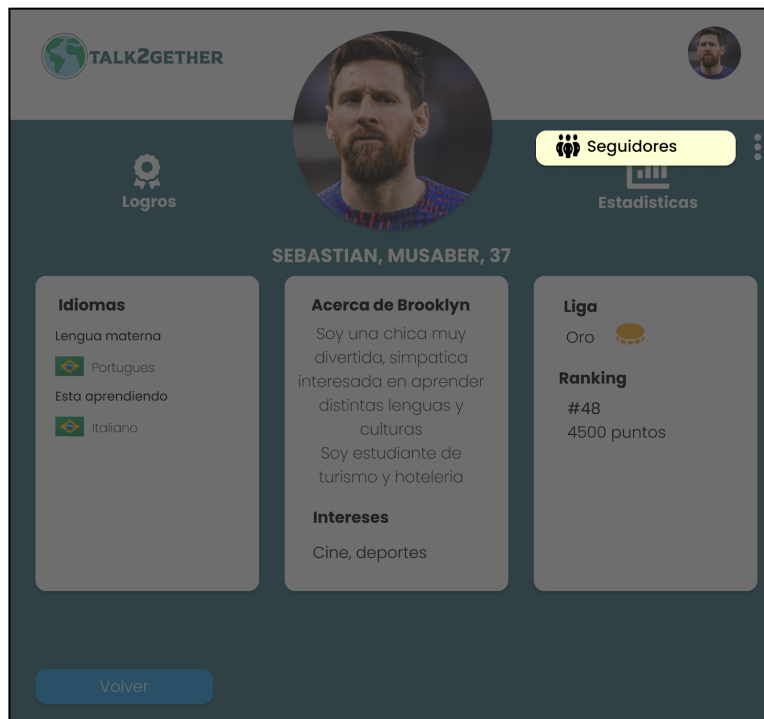 TALK2GETHER
Seguidores
Logros
Estadisticas
SEBASTIAN, MUSABER, 37
Idiomas
Lengua materna
Portugues
Esta aprendiendo
Italiano
Acerca de Brooklyn
Soy una chica muy
divertida, simpatica
interesada en aprender
distintas lenguas y
culturas
Soy estudiante de
turismo y hoteleria
Intereses
Cine, deportes
Liga
Oro
Ranking
#48
4500 puntos
Volver